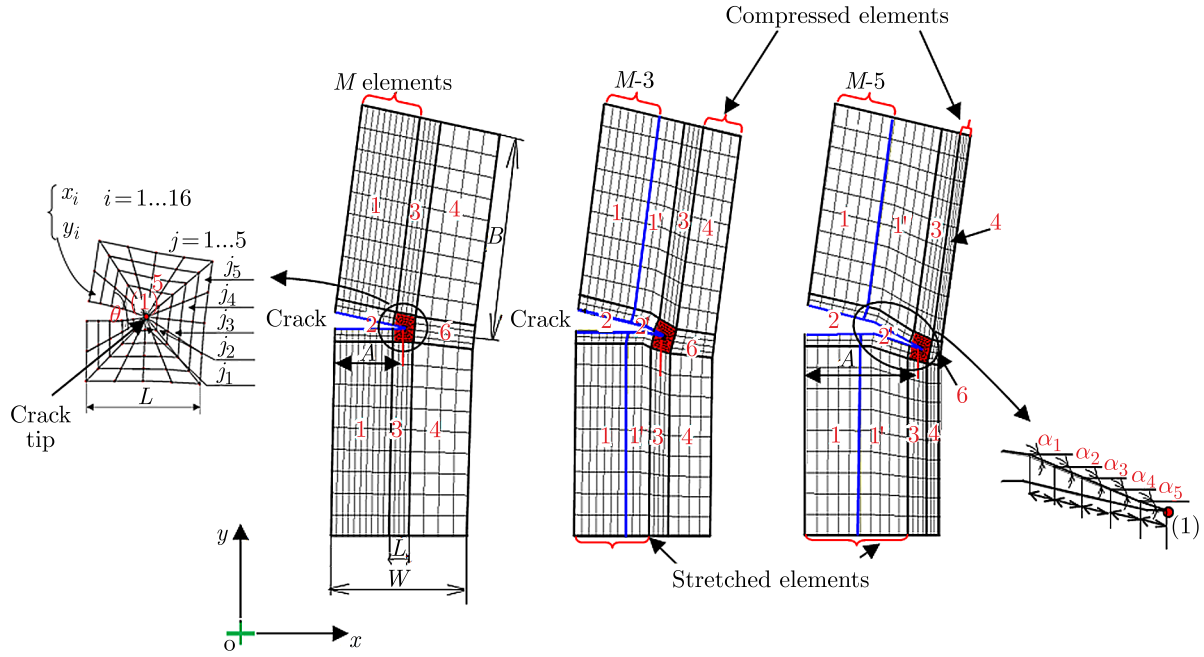 Compressed elements
M elements
M-3
M-5
x_i i=1...16
y_i
j=1...5
j_5
j_4
j_3
j_2
j_1
5
θ
(1)
L
Crack
tip
1 3 4
B
Crack
2 6
A
1 3 4
L
W
1 1' 3 4
Crack
2 2' 6
1 1' 3 4
1 1" 3 4
2 2' 6
A
1 1' 3 4
α_1
α_2
α_3
α_4
α_5
(1)
Stretched elements
y
o
x